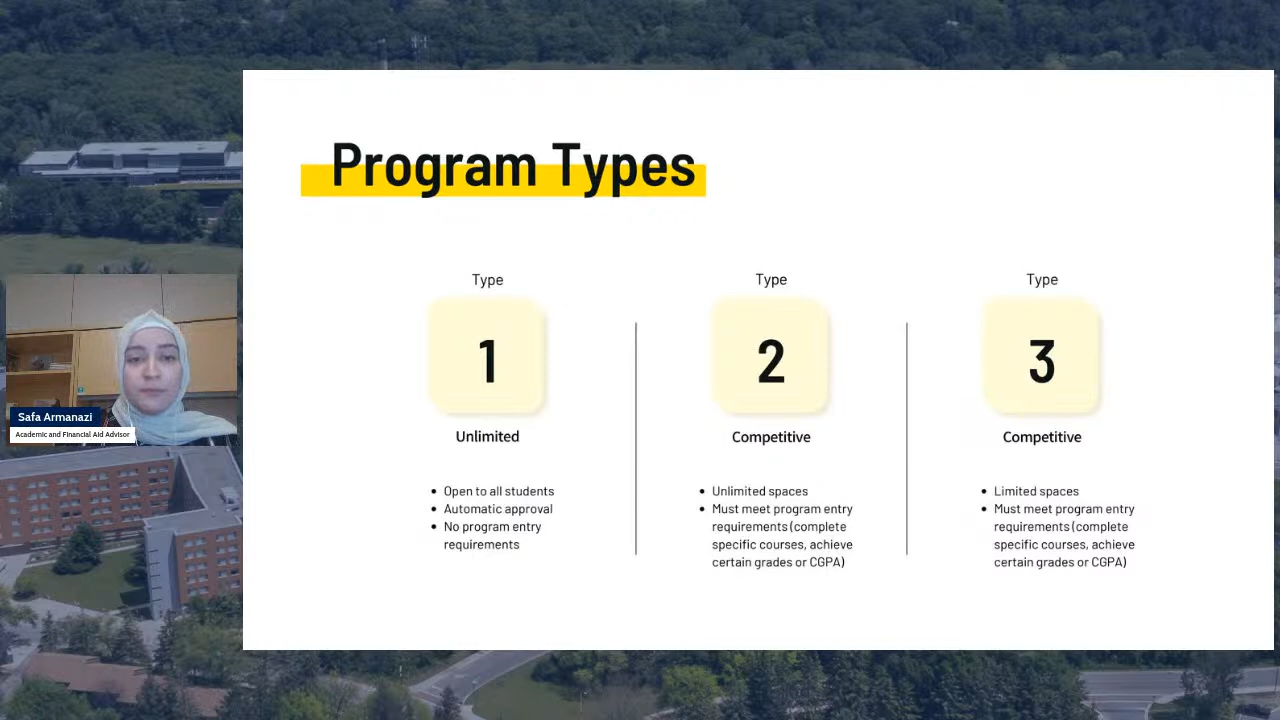 Program Types
Type
1
Unlimited
Open to all students
Automatic approval
No program entry
requirements
Type
2
Competitive
Unlimited spaces
Must meet program entry
requirements (complete
specific courses, achieve
certain grades or CGPA)
Type
3
Competitive
Limited spaces
Must meet program entry
requirements (complete
specific courses, achieve
certain grades or CGPA)
Safa Armanazi
Academic and Financial Aid Advisor